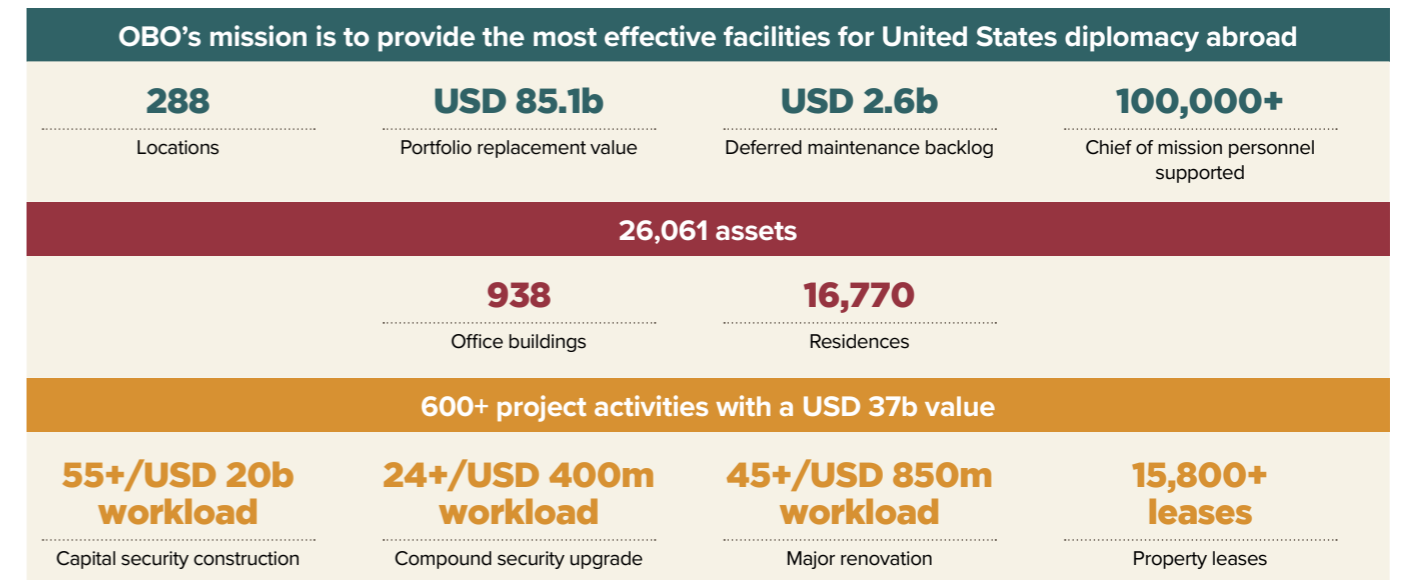 OBO’s mission is to provide the most effective facilities for United States diplomacy abroad
288
Locations
USD 85.1b
Portfolio replacement value
USD 2.6b
Deferred maintenance backlog
100,000+
Chief of mission personnel
supported
26,061 assets
938
Office buildings
16,770
Residences
600+ project activities with a USD 37b value
55+/USD 20b
workload
Capital security construction
24+/USD 400m
workload
Compound security upgrade
45+/USD 850m
workload
Major renovation
15,800+
leases
Property leases